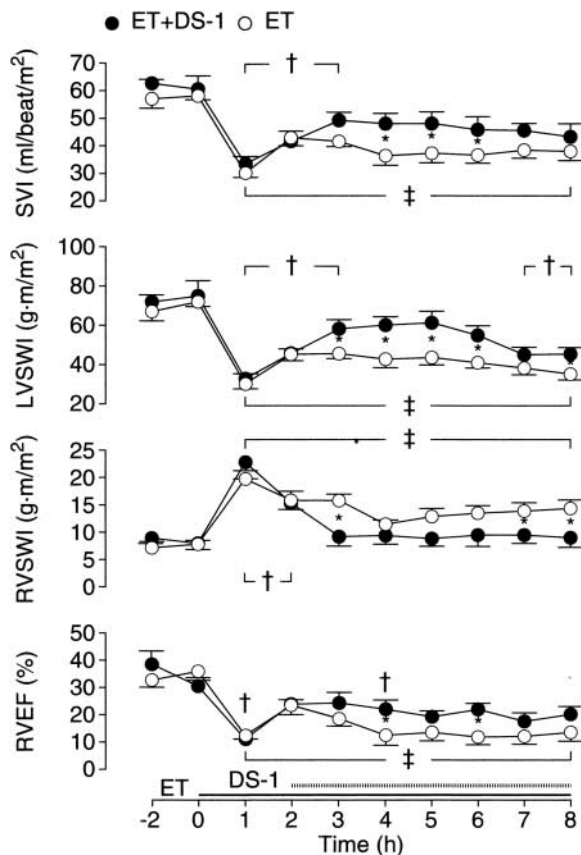 ● ET+DS-1 ○ ET
SVI (ml/beat/m²)
70
60
50
40
30
20
†
* * *
‡
LVSWI (g·m/m²)
100
80
60
40
20
† †
* * * * *
‡
RVSWI (g·m/m²)
25
20
15
10
5
0
‡
* * *
†
RVEF (%)
50
40
30
20
10
0
† †
* *
‡
ET DS-1
-2 0 1 2 3 4 5 6 7 8
Time (h)